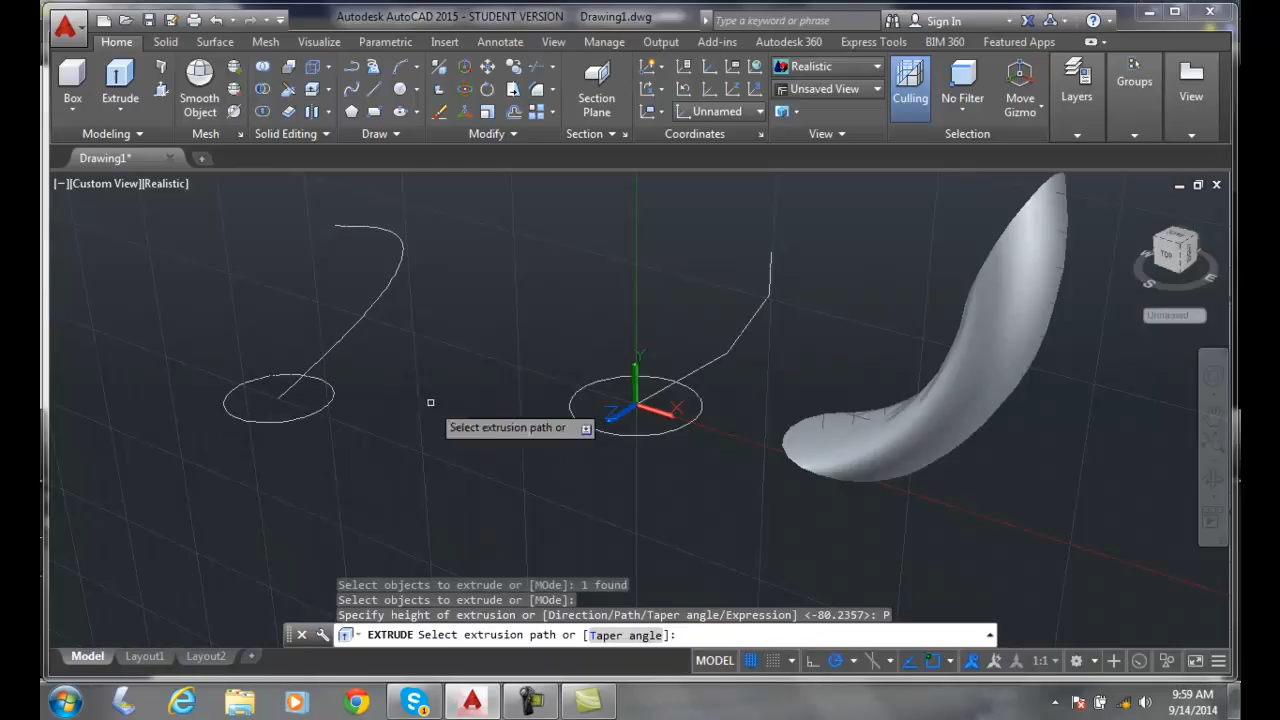 Autodesk AutoCAD 2015 - STUDENT VERSION Drawing1.dwg
Type a keyword or phrase
Sign In
Home Solid Surface Mesh Visualize Parametric Insert Annotate View Manage Output Add-ins Autodesk 360 Express Tools BIM 360 Featured Apps
Realistic
Unsaved View
Unnamed
Box Extrude Smooth Object Section Plane Culling No Filter Move Gizmo Layers Groups View
Modeling Mesh Solid Editing Draw Modify Section Coordinates View Selection
Drawing1*
[−][Custom View][Realistic]
TOP
S
E
Unnamed
Y
X
Z
Select extrusion path or
Select objects to extrude or [MOde]: 1 found
Select objects to extrude or [MOde]:
Specify height of extrusion or [Direction/Path/Taper angle/Expression] <-80.2357>: P
EXTRUDE Select extrusion path or [Taper angle]:
Model Layout1 Layout2
MODEL
1:1
9:59 AM
9/14/2014